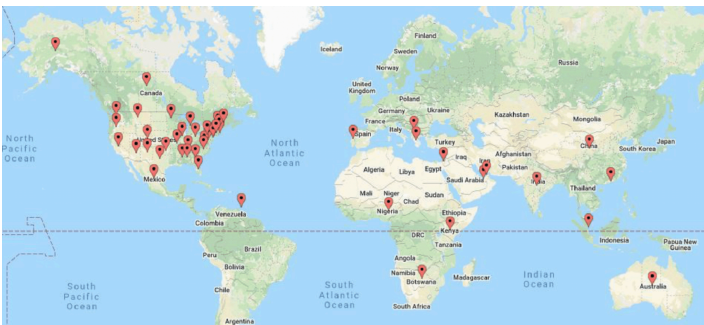 Iceland
Finland
Sweden
Norway
Russia
Canada
United
Kingdom
Poland
Germany
Ukraine
France
Italy
Spain
Kazakhstan
Mongolia
North
Pacific
Ocean
United States
North
Atlantic
Ocean
Turkey
Iraq
Iran
Afghanistan
Pakistan
China
South Korea
Japan
Mexico
Algeria
Libya
Egypt
Saudi Arabia
India
Thailand
Mali
Niger
Chad
Sudan
Nigeria
Ethiopia
Venezuela
Colombia
DRC
Kenya
Tanzania
Indonesia
Papua New
Guinea
Peru
Brazil
Bolivia
Angola
Namibia
Botswana
Madagascar
Indian
Ocean
Australia
South
Pacific
Ocean
South
Atlantic
Ocean
Chile
South Africa
Argentina